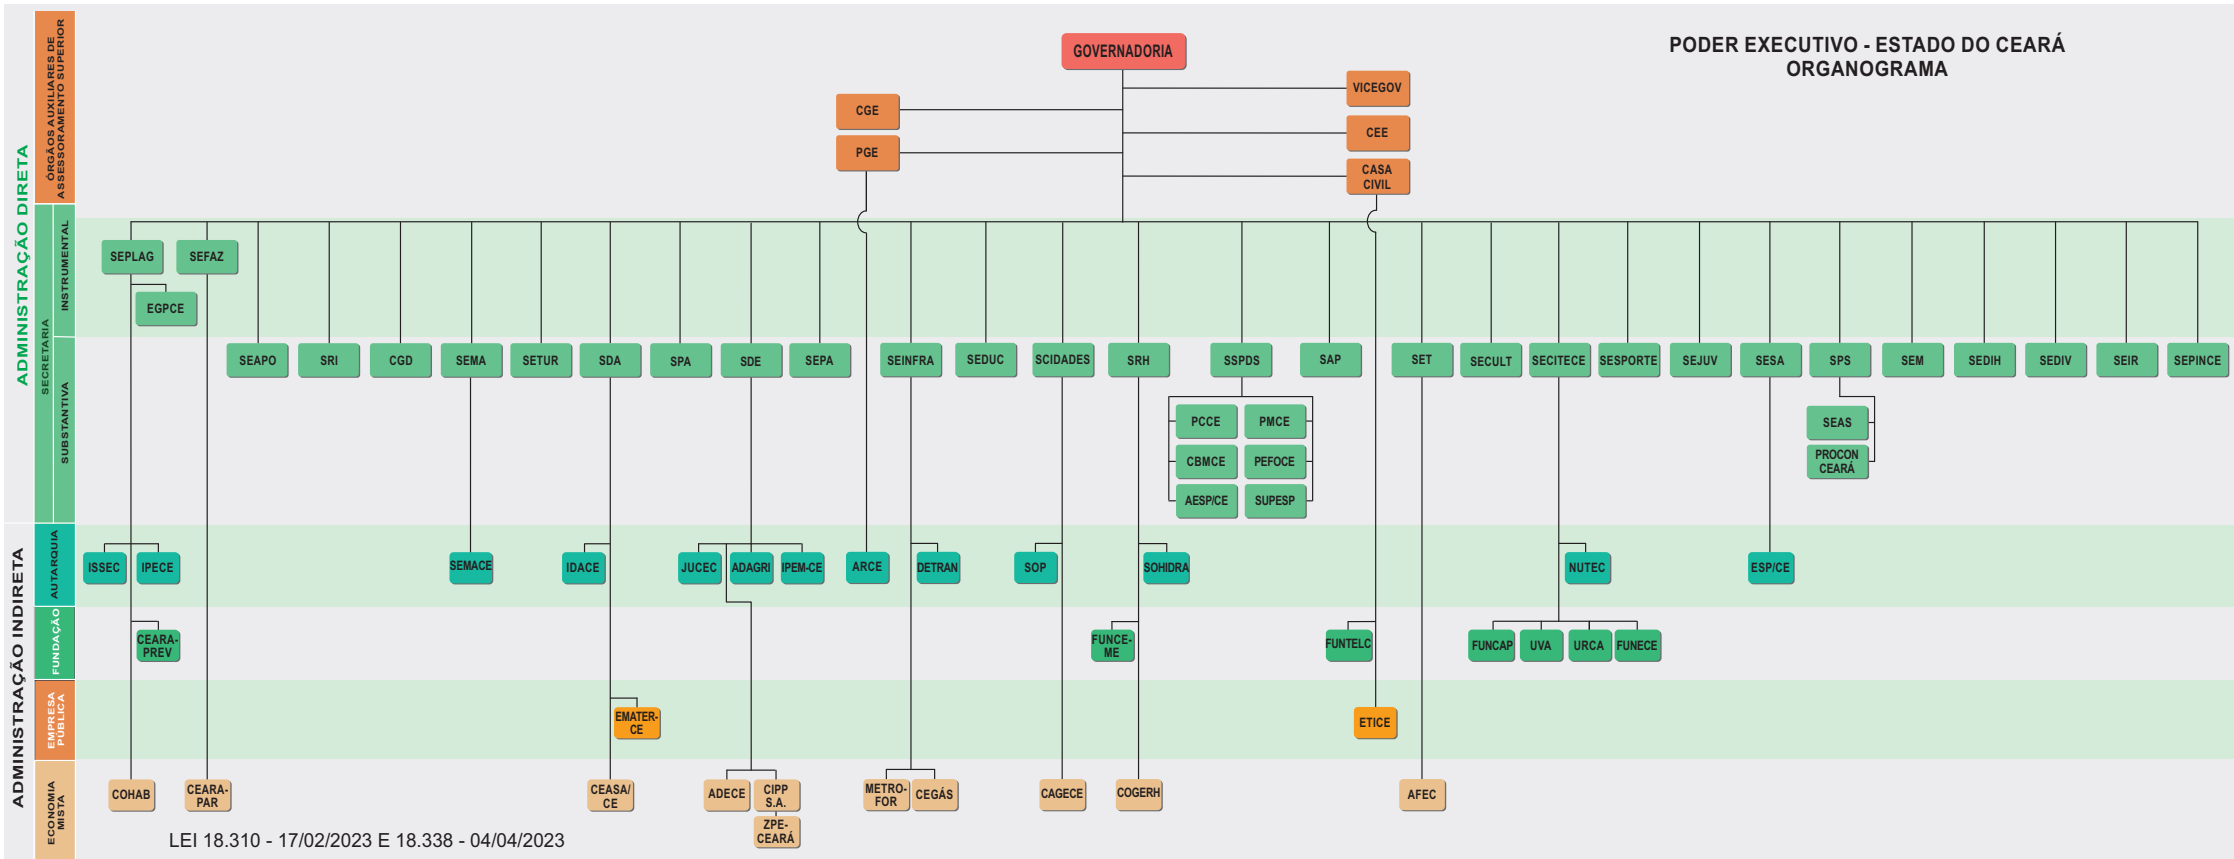 PODER EXECUTIVO - ESTADO DO CEARÁ
ORGANOGRAMA
ADMINISTRAÇÃO DIRETA
ÓRGÃOS AUXILIARES DE
ASSESSORAMENTO SUPERIOR
GOVERNADORIA
VICEGOV
CGE
CEE
PGE
CASA
CIVIL
SECRETARIA
INSTRUMENTAL
SEPLAG
SEFAZ
EGPCE
SUBSTANTIVA
SEAPO
SRI
CGD
SEMA
SETUR
SDA
SPA
SDE
SEPA
SEINFRA
SEDUC
SCIDADES
SRH
SSPDS
SAP
SET
SECULT
SECITECE
SESPORTE
SEJUV
SESA
SPS
SEM
SEDIH
SEDIV
SEIR
SEPINCE
PCCE
PMCE
CBMCE
PEFOCE
AESP/CE
SUPESP
SEAS
PROCON
CEARÁ
ADMINISTRAÇÃO INDIRETA
AUTARQUIA
ISSEC
IPECE
SEMACE
IDACE
JUCEC
ADAGRI
IPEM-CE
ARCE
DETRAN
SOP
SOHIDRA
NUTEC
ESP/CE
FUNDAÇÃO
CEARA-
PREV
FUNCE-
ME
FUNTELC
FUNCAP
UVA
URCA
FUNECE
EMPRESA
PÚBLICA
EMATER-
CE
ETICE
ECONOMIA
MISTA
COHAB
CEARA-
PAR
CEASA/
CE
ADECE
CIPP
S.A.
ZPE-
CEARÁ
METRO-
FOR
CEGÁS
CAGECE
COGERH
AFEC
LEI 18.310 - 17/02/2023 E 18.338 - 04/04/2023